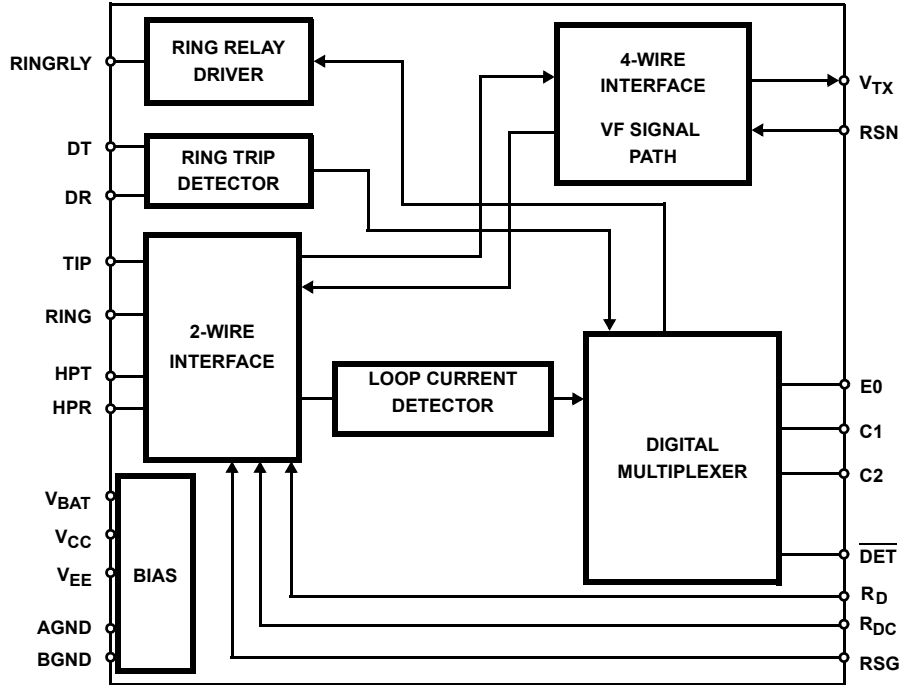 RINGRLY
RING RELAY
DRIVER
4-WIRE
INTERFACE
VF SIGNAL
PATH
VTX
RSN
DT
DR
RING TRIP
DETECTOR
TIP
RING
HPT
HPR
2-WIRE
INTERFACE
LOOP CURRENT
DETECTOR
DIGITAL
MULTIPLEXER
E0
C1
C2
DET
RD
RDC
RSG
VBAT
VCC
VEE
AGND
BGND
BIAS